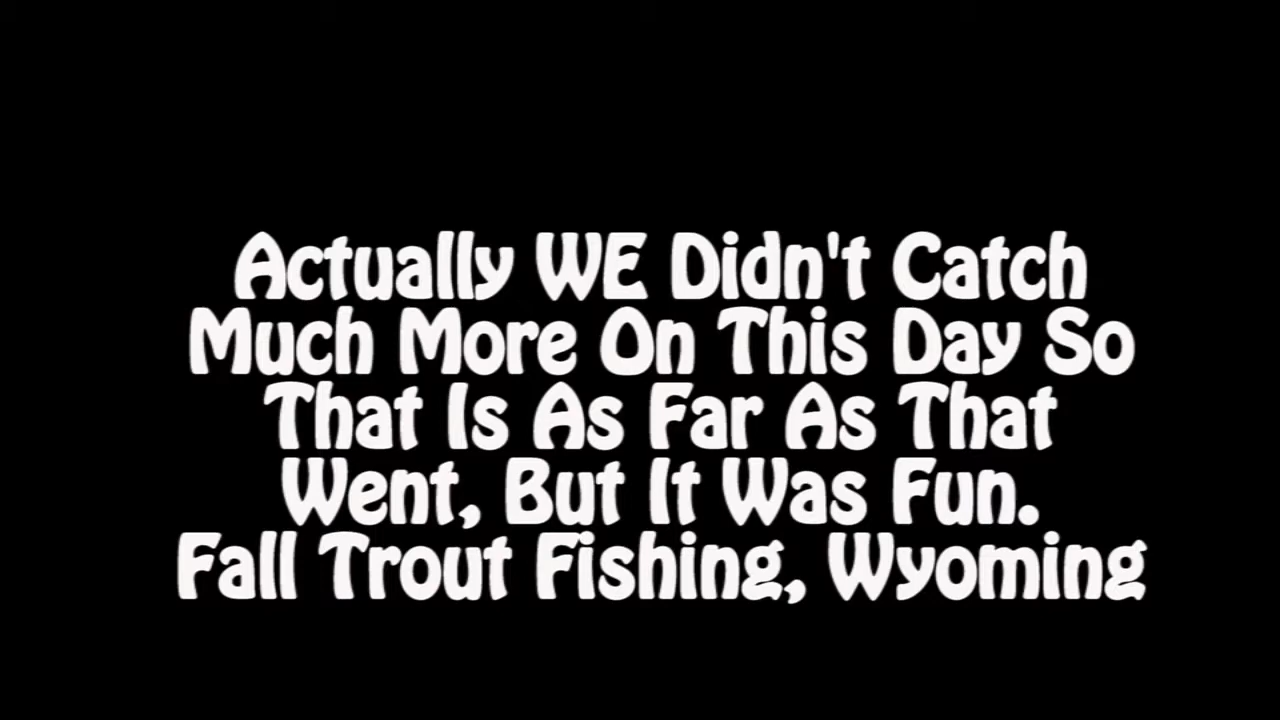 Actually WE Didn't Catch
Much More On This Day So
That Is As Far As That
Went, But It Was Fun.
Fall Trout Fishing, Wyoming